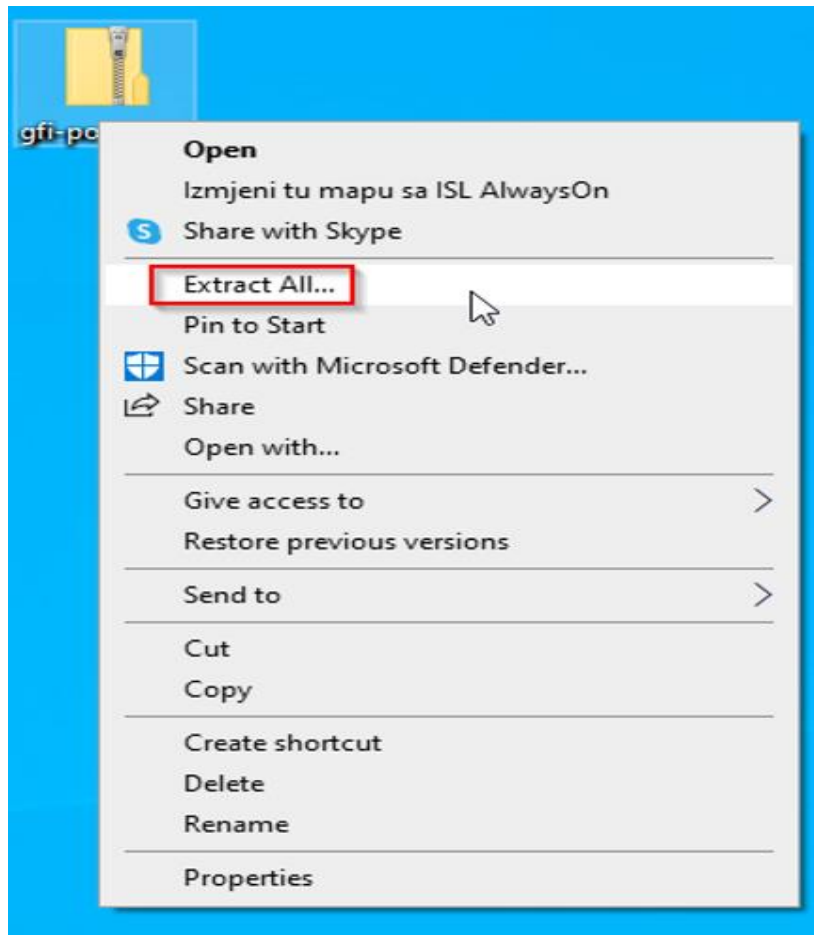 gfi-po
Open
Izmjeni tu mapu sa ISL AlwaysOn
Share with Skype
Extract All...
Pin to Start
Scan with Microsoft Defender...
Share
Open with...
Give access to
Restore previous versions
Send to
Cut
Copy
Create shortcut
Delete
Rename
Properties